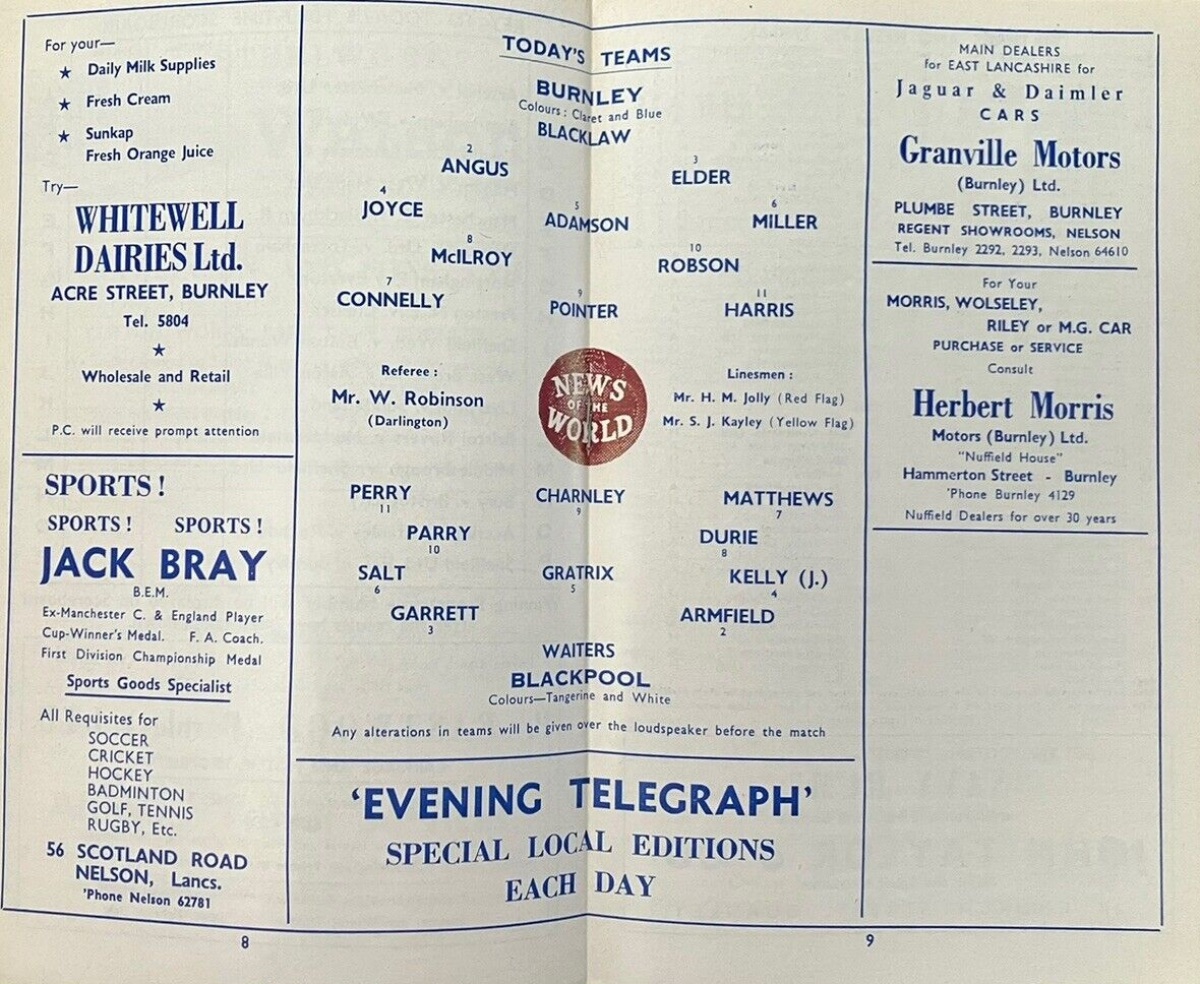 For your—
★ Daily Milk Supplies
★ Fresh Cream
★ Sunkap
Fresh Orange Juice
Try—
WHITEWELL
DAIRIES Ltd.
ACRE STREET, BURNLEY
Tel. 5804
★
Wholesale and Retail
★
P.C. will receive prompt attention
SPORTS!
SPORTS! SPORTS!
JACK BRAY
B.E.M.
Ex-Manchester C. & England Player
Cup-Winner's Medal. F. A. Coach.
First Division Championship Medal
Sports Goods Specialist
All Requisites for
SOCCER
CRICKET
HOCKEY
BADMINTON
GOLF, TENNIS
RUGBY, Etc.
56 SCOTLAND ROAD
NELSON, Lancs.
'Phone Nelson 62781
8
TODAY'S TEAMS
BURNLEY
Colours: Claret and Blue
BLACKLAW
2 3
ANGUS ELDER
4 5 6
JOYCE ADAMSON MILLER
8 10
McILROY ROBSON
7 9 11
CONNELLY POINTER HARRIS
Referee:
Mr. W. Robinson
(Darlington)
NEWS
OF THE
WORLD
Linesmen:
Mr. H. M. Jolly (Red Flag)
Mr. S. J. Kayley (Yellow Flag)
PERRY CHARNLEY MATTHEWS
11 9 7
PARRY DURIE
10 8
SALT GRATRIX KELLY (J.)
6 5 4
GARRETT ARMFIELD
3 2
WAITERS
BLACKPOOL
Colours—Tangerine and White
Any alterations in teams will be given over the loudspeaker before the match
'EVENING TELEGRAPH'
SPECIAL LOCAL EDITIONS
EACH DAY
MAIN DEALERS
for EAST LANCASHIRE for
Jaguar & Daimler
CARS
Granville Motors
(Burnley) Ltd.
PLUMBE STREET, BURNLEY
REGENT SHOWROOMS, NELSON
Tel. Burnley 2292, 2293, Nelson 64610
For Your
MORRIS, WOLSELEY,
RILEY or M.G. CAR
PURCHASE or SERVICE
Consult
Herbert Morris
Motors (Burnley) Ltd.
"Nuffield House"
Hammerton Street - Burnley
'Phone Burnley 4129
Nuffield Dealers for over 30 years
9